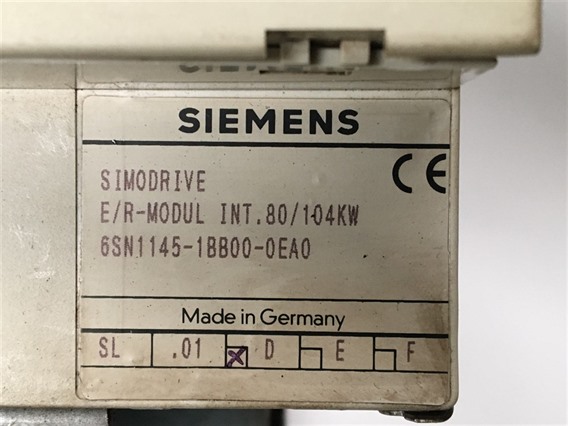 SIEMENS
CE
SIMODRIVE
E/R-MODUL INT.80/104KW
6SN1145-1BB00-0EA0
Made in Germany
SL .01 D E F